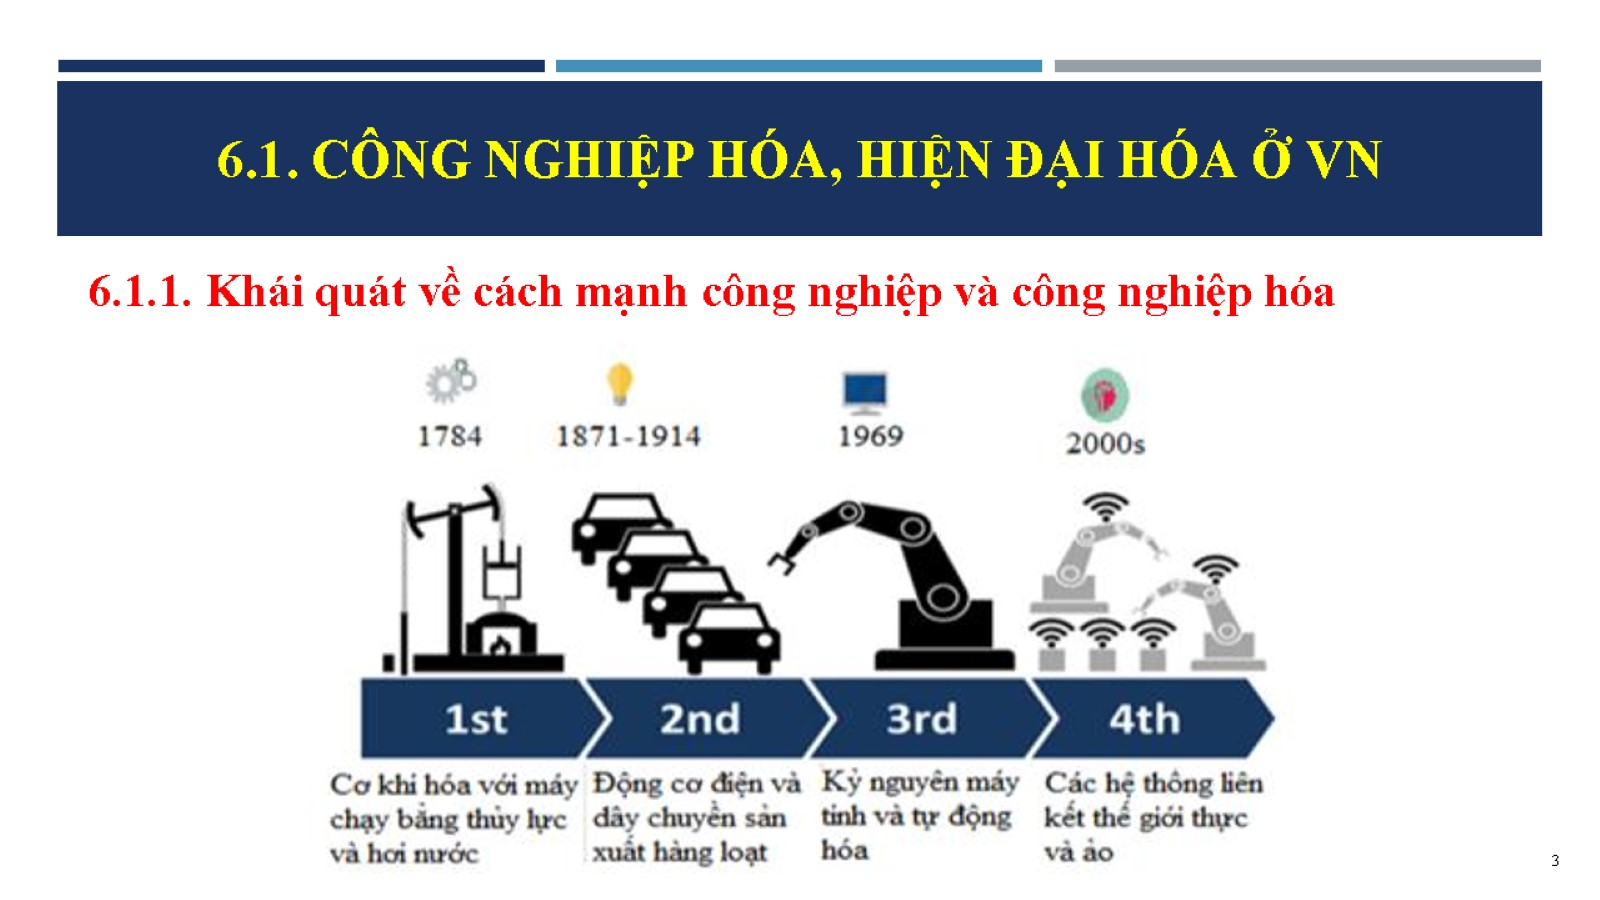 6.1. CÔNG NGHIỆP HÓA, HIỆN ĐẠI HÓA Ở VN
6.1.1. Khái quát về cách mạnh công nghiệp và công nghiệp hóa
1784
1871-1914
1969
2000s
1st
2nd
3rd
4th
Cơ khí hóa với máy
chạy bằng thủy lực
và hơi nước
Động cơ điện và
dây chuyền sản
xuất hàng loạt
Kỷ nguyên máy
tính và tự động
hóa
Các hệ thống liên
kết thế giới thực
và ảo
3